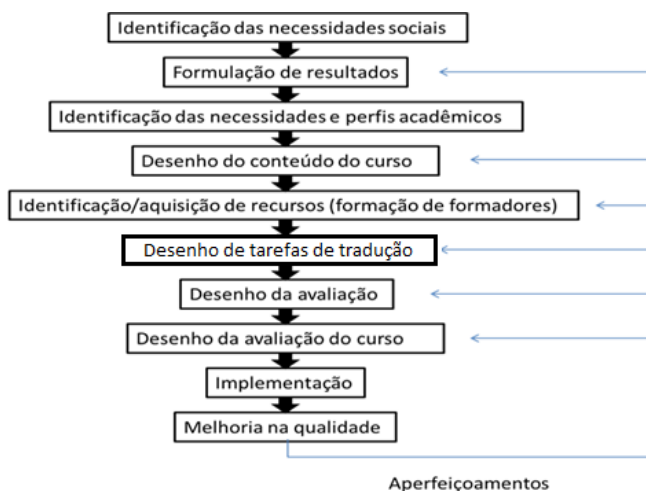 Identificação das necessidades sociais
Formulação de resultados
Identificação das necessidades e perfis acadêmicos
Desenho do conteúdo do curso
Identificação/aquisição de recursos (formação de formadores)
Desenho de tarefas de tradução
Desenho da avaliação
Desenho da avaliação do curso
Implementação
Melhoria na qualidade
Aperfeiçoamentos